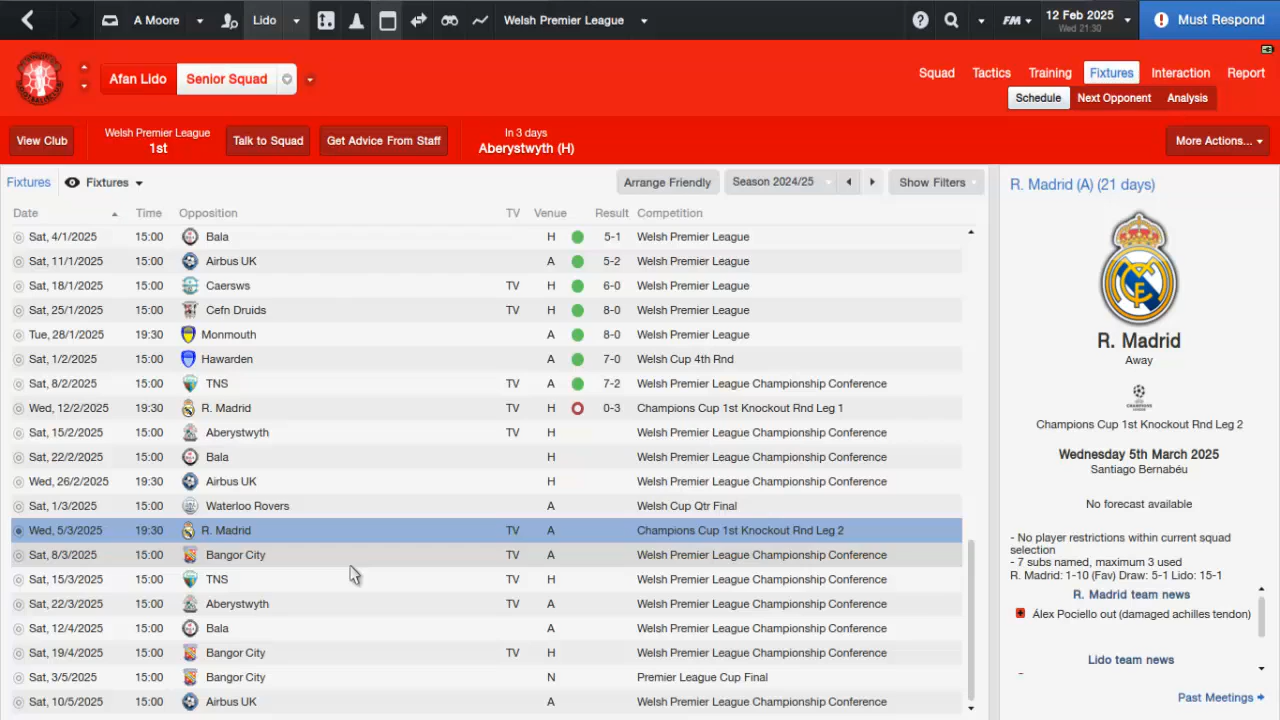 A Moore Lido Welsh Premier League FM 12 Feb 2025 Must Respond
Wed 21:30
Afan Lido Senior Squad Squad Tactics Training Fixtures Interaction Report
Schedule Next Opponent Analysis
View Club Welsh Premier League Talk to Squad Get Advice From Staff In 3 days More Actions...
1st Aberystwyth (H)
Fixtures Fixtures Arrange Friendly Season 2024/25 Show Filters
Date Time Opposition TV Venue Result Competition
Sat, 4/1/2025 15:00 Bala H 5-1 Welsh Premier League
Sat, 11/1/2025 15:00 Airbus UK A 5-2 Welsh Premier League
Sat, 18/1/2025 15:00 Caersws TV H 6-0 Welsh Premier League
Sat, 25/1/2025 15:00 Cefn Druids TV H 8-0 Welsh Premier League
Tue, 28/1/2025 19:30 Monmouth A 8-0 Welsh Premier League
Sat, 1/2/2025 15:00 Hawarden A 7-0 Welsh Cup 4th Rnd
Sat, 8/2/2025 15:00 TNS TV A 7-2 Welsh Premier League Championship Conference
Wed, 12/2/2025 19:30 R. Madrid TV H 0-3 Champions Cup 1st Knockout Rnd Leg 1
Sat, 15/2/2025 15:00 Aberystwyth TV H Welsh Premier League Championship Conference
Sat, 22/2/2025 15:00 Bala H Welsh Premier League Championship Conference
Wed, 26/2/2025 19:30 Airbus UK H Welsh Premier League Championship Conference
Sat, 1/3/2025 15:00 Waterloo Rovers A Welsh Cup Qtr Final
Wed, 5/3/2025 19:30 R. Madrid TV A Champions Cup 1st Knockout Rnd Leg 2
Sat, 8/3/2025 15:00 Bangor City TV A Welsh Premier League Championship Conference
Sat, 15/3/2025 15:00 TNS TV H Welsh Premier League Championship Conference
Sat, 22/3/2025 15:00 Aberystwyth TV A Welsh Premier League Championship Conference
Sat, 12/4/2025 15:00 Bala A Welsh Premier League Championship Conference
Sat, 19/4/2025 15:00 Bangor City TV H Welsh Premier League Championship Conference
Sat, 3/5/2025 15:00 Bangor City N Premier League Cup Final
Sat, 10/5/2025 15:00 Airbus UK A Welsh Premier League Championship Conference
R. Madrid (A) (21 days)
R. Madrid
Away
Champions Cup 1st Knockout Rnd Leg 2
Wednesday 5th March 2025
Santiago Bernabéu
No forecast available
- No player restrictions within current squad
selection
- 7 subs named, maximum 3 used
R. Madrid: 1-10 (Fav) Draw: 5-1 Lido: 15-1
R. Madrid team news
Álex Pociello out (damaged achilles tendon)
Lido team news
Past Meetings